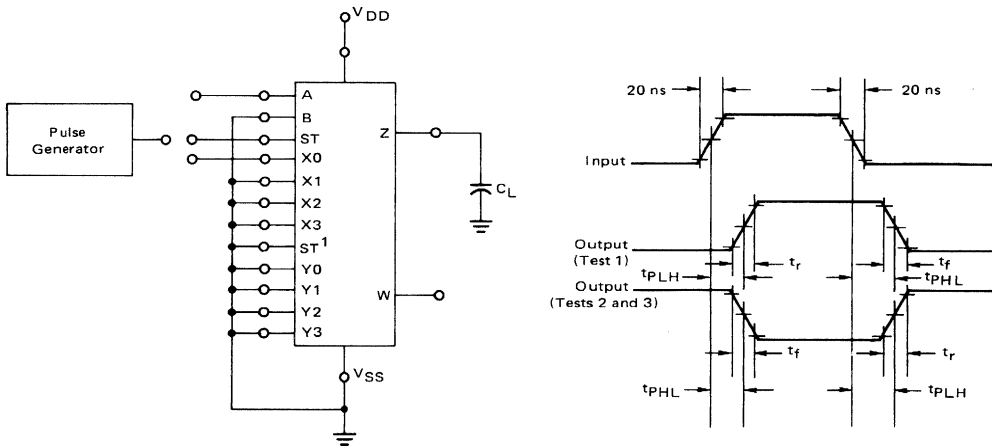 VDD
A
B
ST
X0
X1
X2
X3
ST1
Y0
Y1
Y2
Y3
Z
W
VSS
CL
Pulse
Generator
20 ns
20 ns
Input
Output
(Test 1)
tr
tf
tPLH
tPHL
Output
(Tests 2 and 3)
tf
tr
tPHL
tPLH